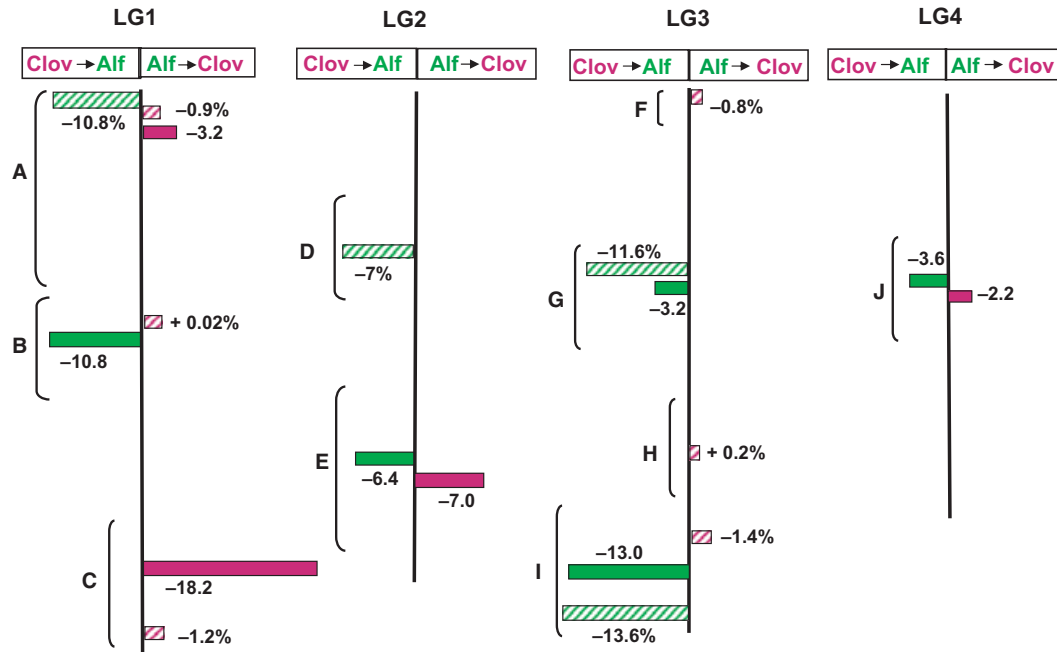 LG1 LG2 LG3 LG4
Clov → Alf Alf → Clov Clov → Alf Alf → Clov Clov → Alf Alf → Clov Clov → Alf Alf → Clov
A
–10.8%
–0.9%
–3.2
B
+ 0.02%
–10.8
C
–18.2
–1.2%
D
–7%
E
–6.4
–7.0
F
–0.8%
G
–11.6%
–3.2
H
+ 0.2%
I
–1.4%
–13.0
–13.6%
J
–3.6
–2.2